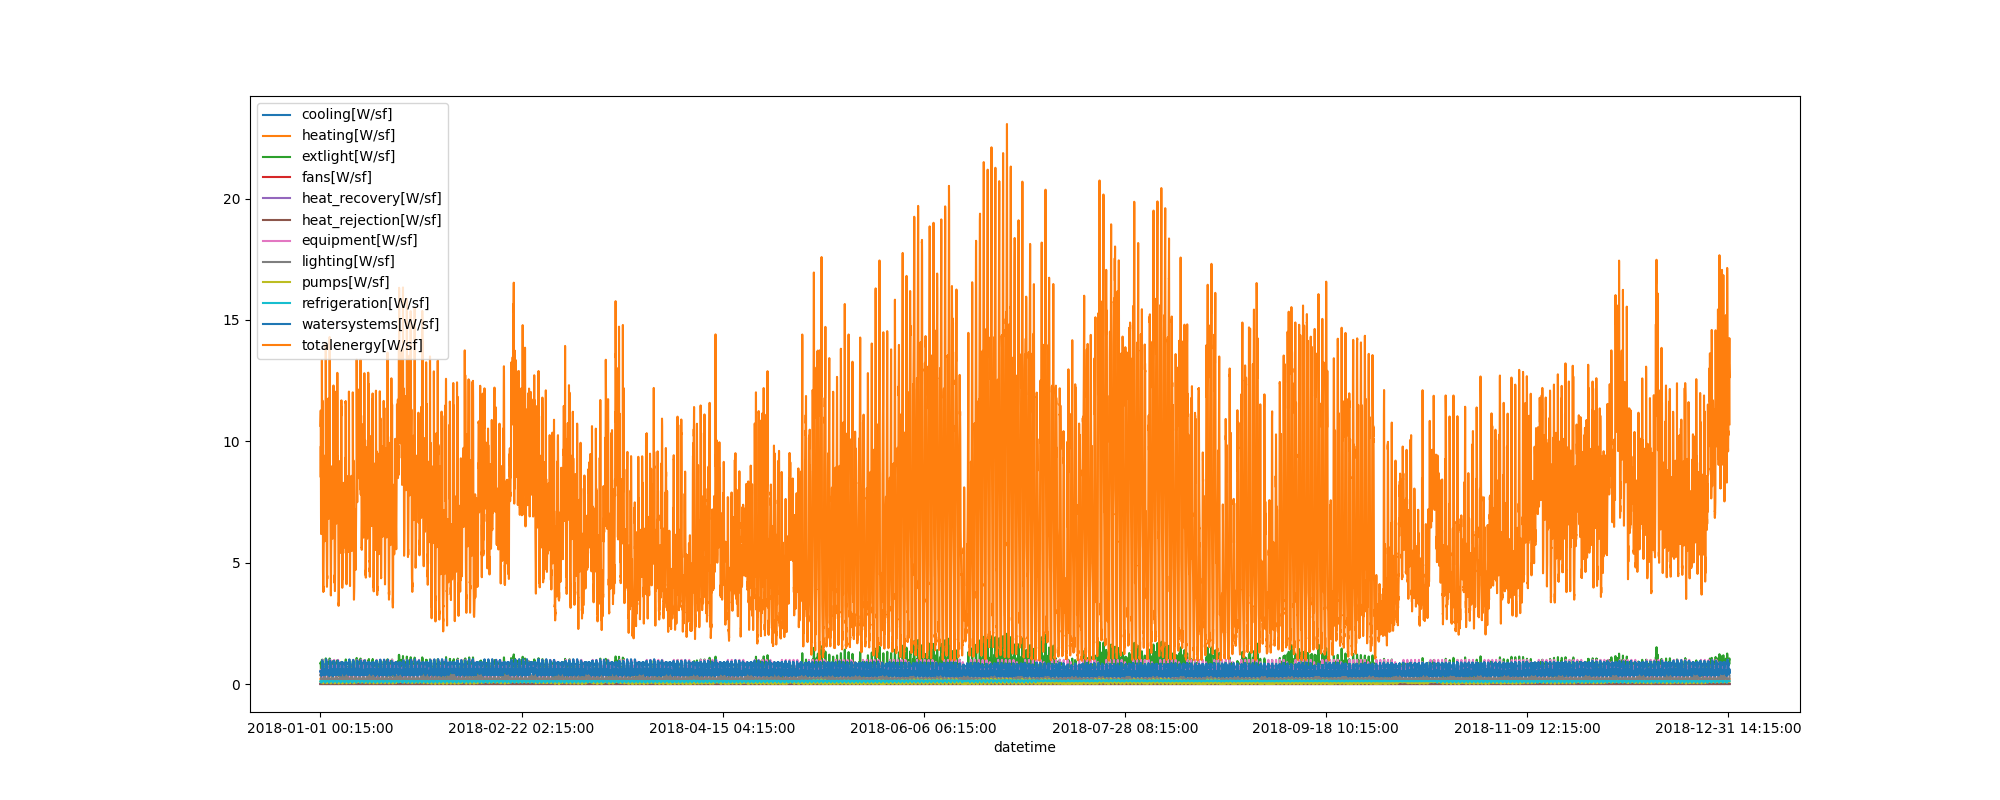 cooling[W/sf]
heating[W/sf]
extlight[W/sf]
fans[W/sf]
heat_recovery[W/sf]
heat_rejection[W/sf]
equipment[W/sf]
lighting[W/sf]
pumps[W/sf]
refrigeration[W/sf]
watersystems[W/sf]
totalenergy[W/sf]
20
15
10
5
0
2018-01-01 00:15:00 2018-02-22 02:15:00 2018-04-15 04:15:00 2018-06-06 06:15:00 2018-07-28 08:15:00 2018-09-18 10:15:00 2018-11-09 12:15:00 2018-12-31 14:15:00
datetime